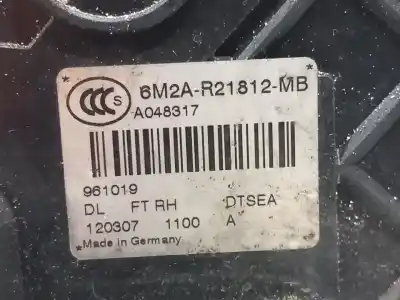 CCC S 6M2A-R21812-MB
A048317
961019
DL FT RH DTSEA
120307 1100 A
Made in Germany